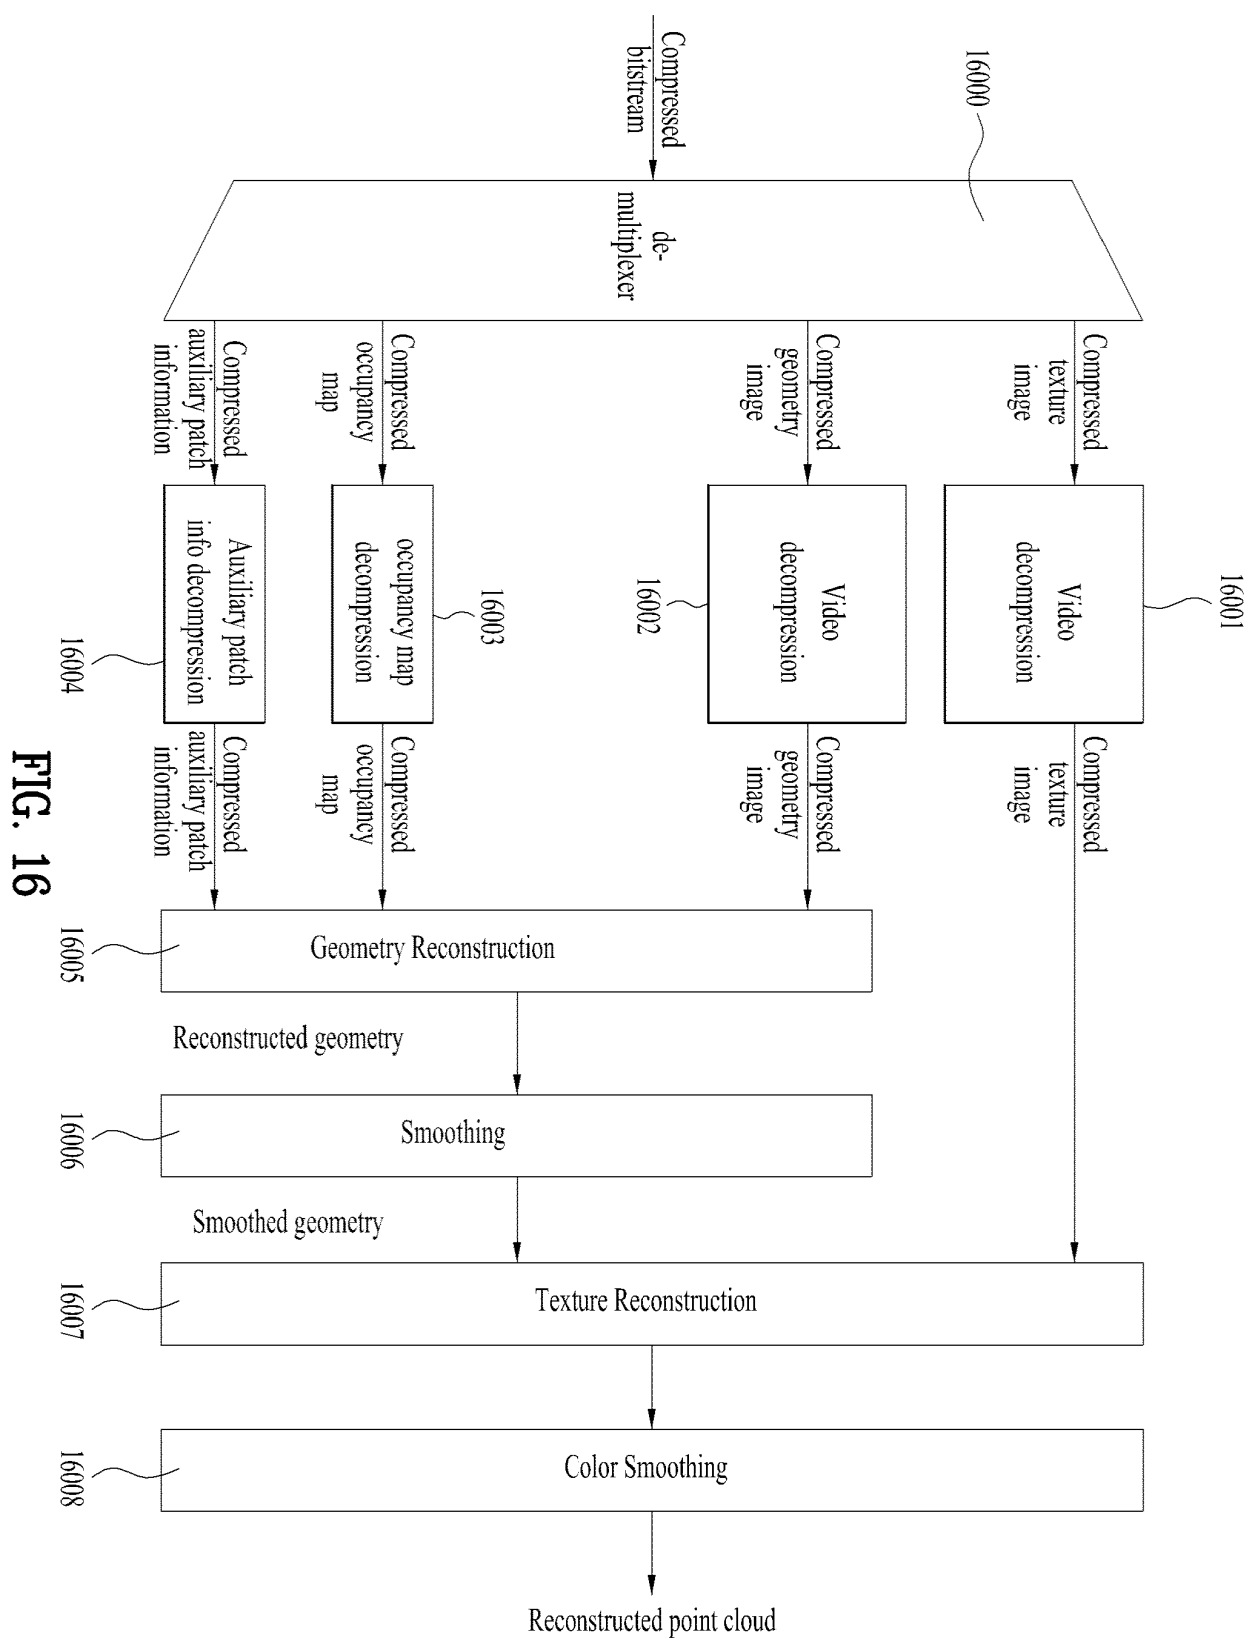 Compressed
bitstream
16000
de-
multiplexer
Compressed
texture
image
Compressed
geometry
image
Compressed
occupancy
map
Compressed
auxiliary patch
information
16001
Video
decompression
16002
Video
decompression
16003
occupancy map
decompression
16004
Auxiliary patch
info decompression
Compressed
texture
image
Compressed
geometry
image
Compressed
occupancy
map
Compressed
auxiliary patch
information
Geometry Reconstruction
16005
Reconstructed geometry
Smoothing
16006
Smoothed geometry
Texture Reconstruction
16007
Color Smoothing
16008
Reconstructed point cloud
FIG. 16